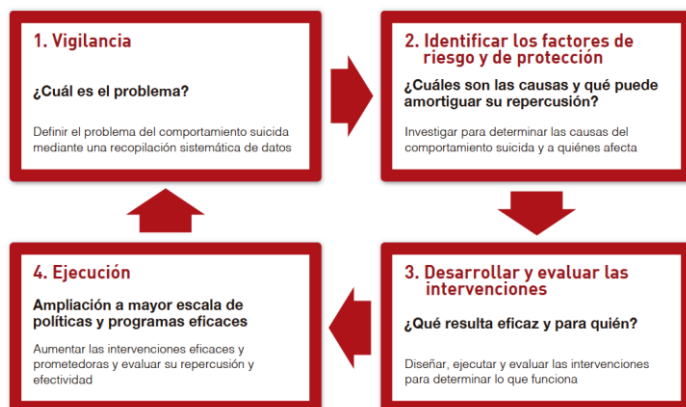 1. Vigilancia
¿Cuál es el problema?
Definir el problema del comportamiento suicida
mediante una recopilación sistemática de datos
2. Identificar los factores de
riesgo y de protección
¿Cuáles son las causas y qué puede
amortiguar su repercusión?
Investigar para determinar las causas del
comportamiento suicida y a quiénes afecta
4. Ejecución
Ampliación a mayor escala de
políticas y programas eficaces
Aumentar las intervenciones eficaces y
prometedoras y evaluar su repercusión y
efectividad
3. Desarrollar y evaluar las
intervenciones
¿Qué resulta eficaz y para quién?
Diseñar, ejecutar y evaluar las intervenciones
para determinar lo que funciona